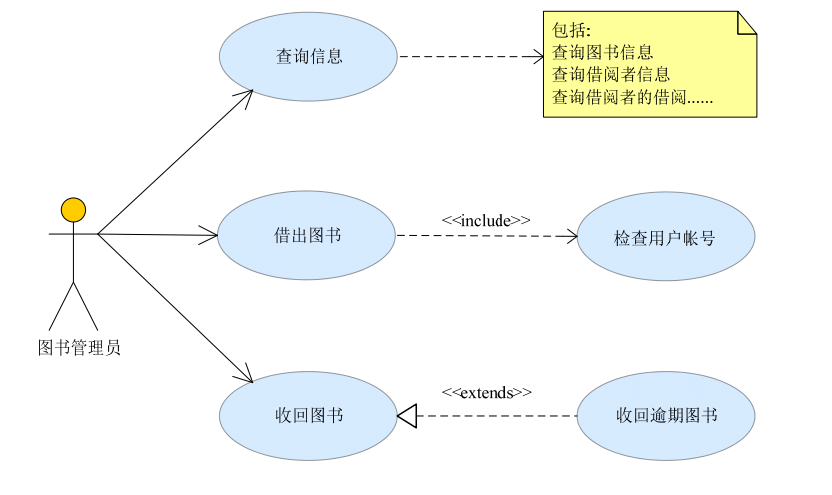 查询信息
包括:
查询图书信息
查询借阅者信息
查询借阅者的借阅......
借出图书
<<include>>
检查用户帐号
图书管理员
收回图书
<<extends>>
收回逾期图书